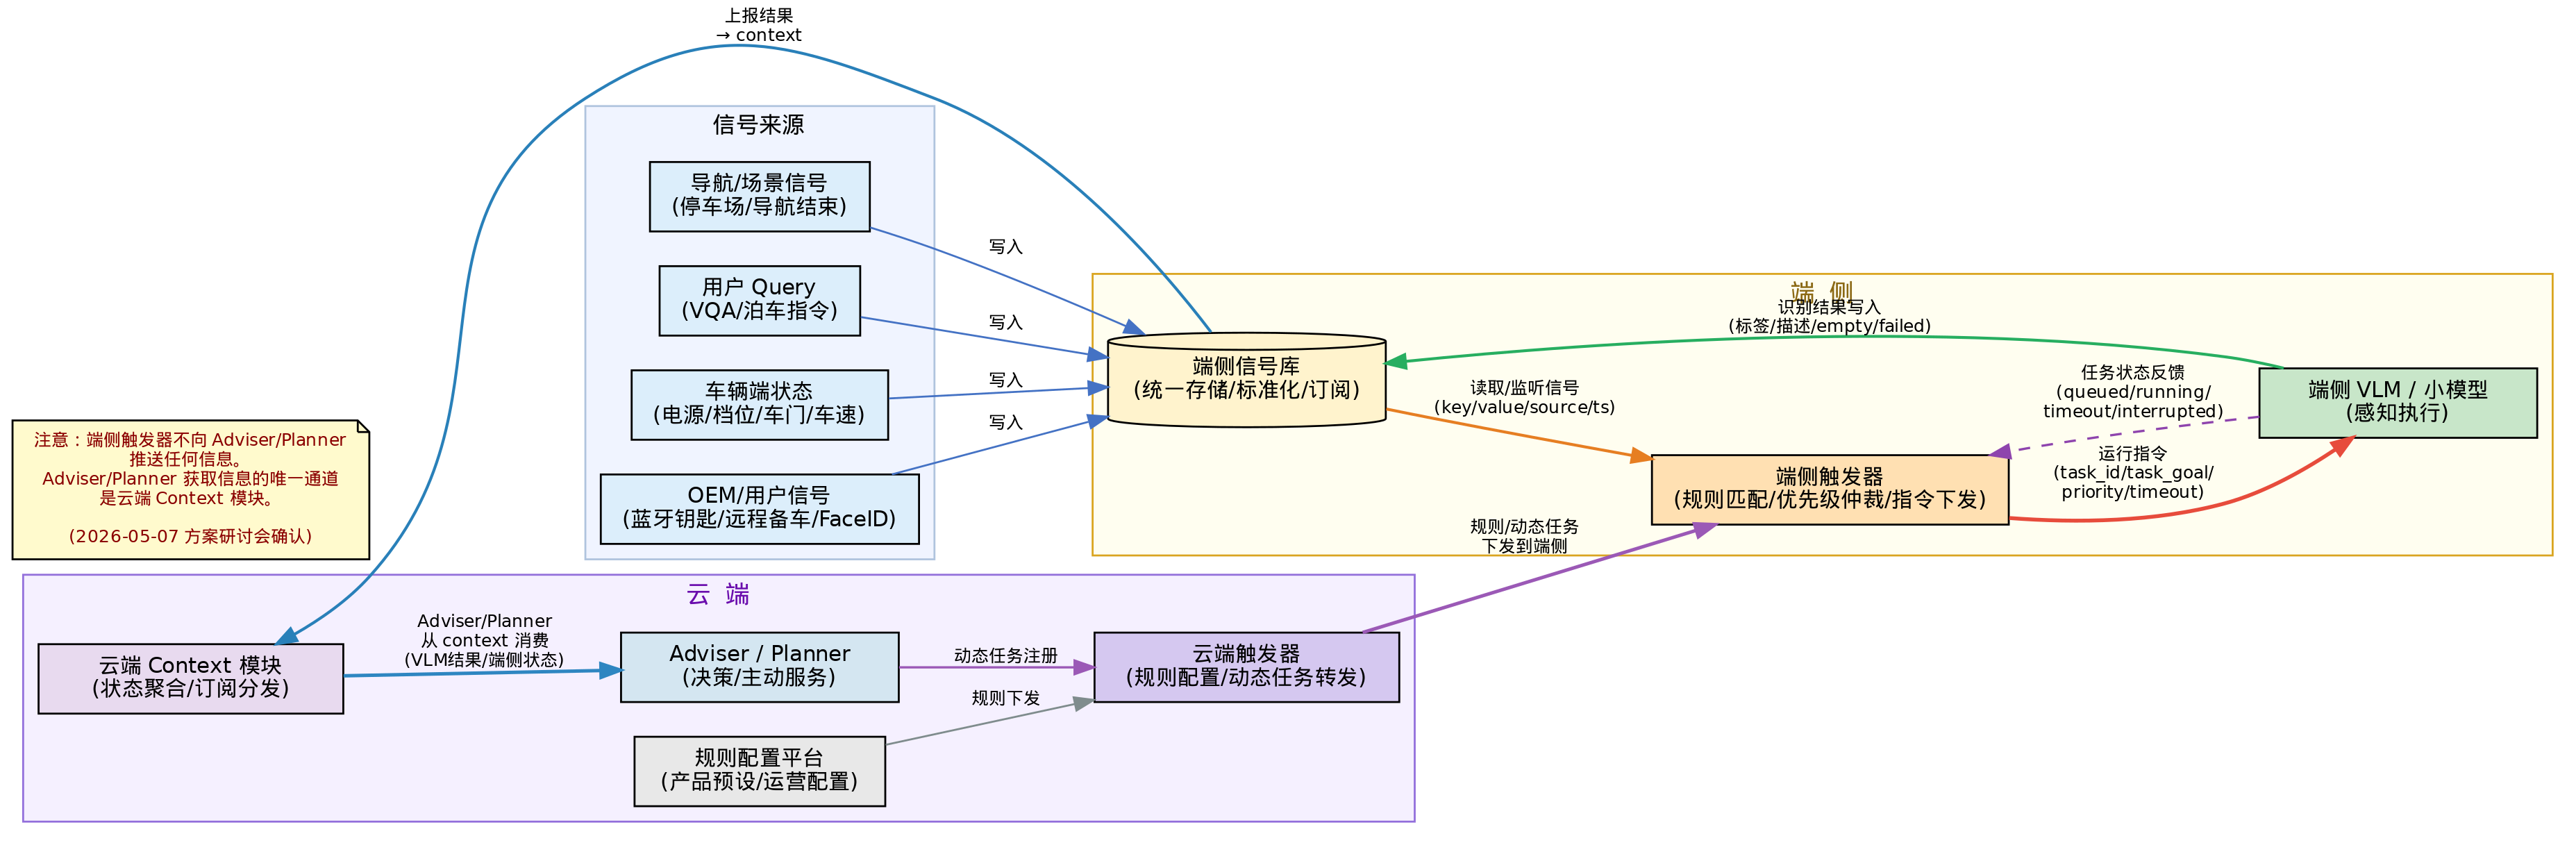 上报结果
→ context
信号来源
导航/场景信号
(停车场/导航结束)
用户 Query
(VQA/泊车指令)
车辆端状态
(电源/档位/车门/车速)
OEM/用户信号
(蓝牙钥匙/远程备车/FaceID)
写入
写入
写入
写入
端 侧
端侧信号库
(统一存储/标准化/订阅)
识别结果写入
(标签/描述/empty/failed)
读取/监听信号
(key/value/source/ts)
任务状态反馈
(queued/running/
timeout/interrupted)
端侧 VLM / 小模型
(感知执行)
运行指令
(task_id/task_goal/
priority/timeout)
端侧触发器
(规则匹配/优先级仲裁/指令下发)
规则/动态任务
下发到端侧
注意：端侧触发器不向 Adviser/Planner
推送任何信息。
Adviser/Planner 获取信息的唯一通道
是云端 Context 模块。
(2026-05-07 方案研讨会确认)
云 端
云端 Context 模块
(状态聚合/订阅分发)
Adviser/Planner
从 context 消费
(VLM结果/端侧状态)
Adviser / Planner
(决策/主动服务)
动态任务注册
云端触发器
(规则配置/动态任务转发)
规则下发
规则配置平台
(产品预设/运营配置)